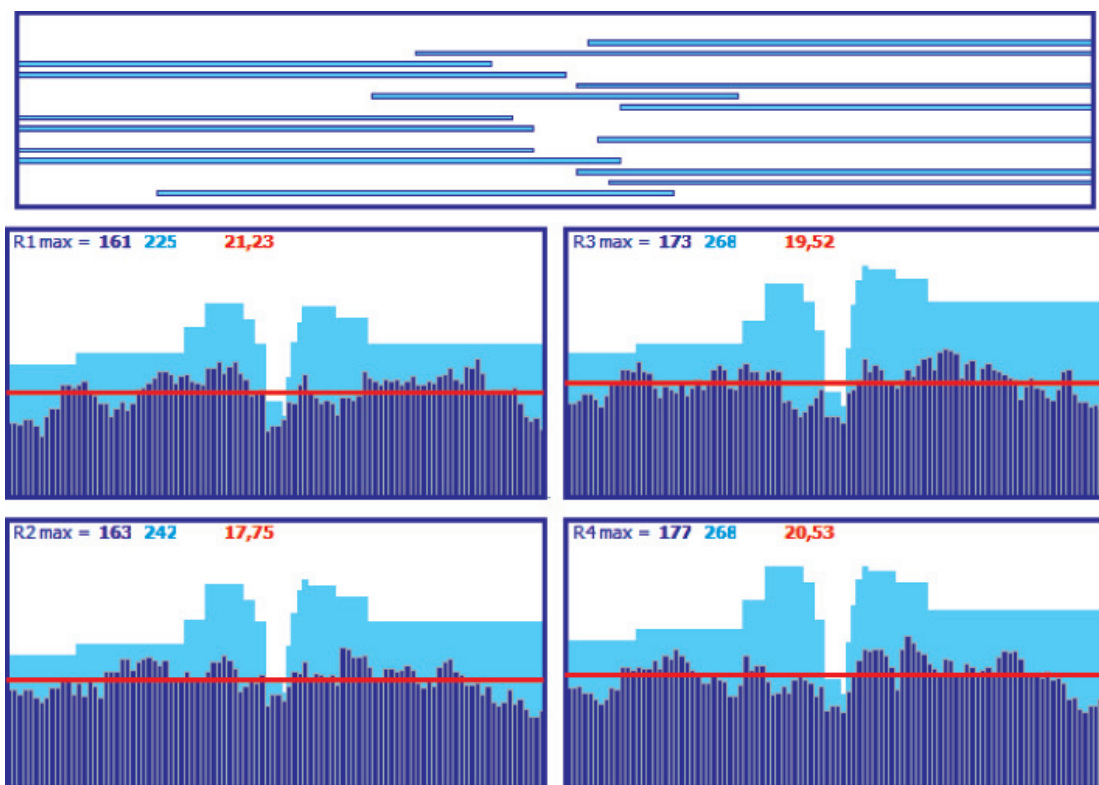 R1 max = 161 225 21,23
R3 max = 173 268 19,52
R2 max = 163 242 17,75
R4 max = 177 268 20,53